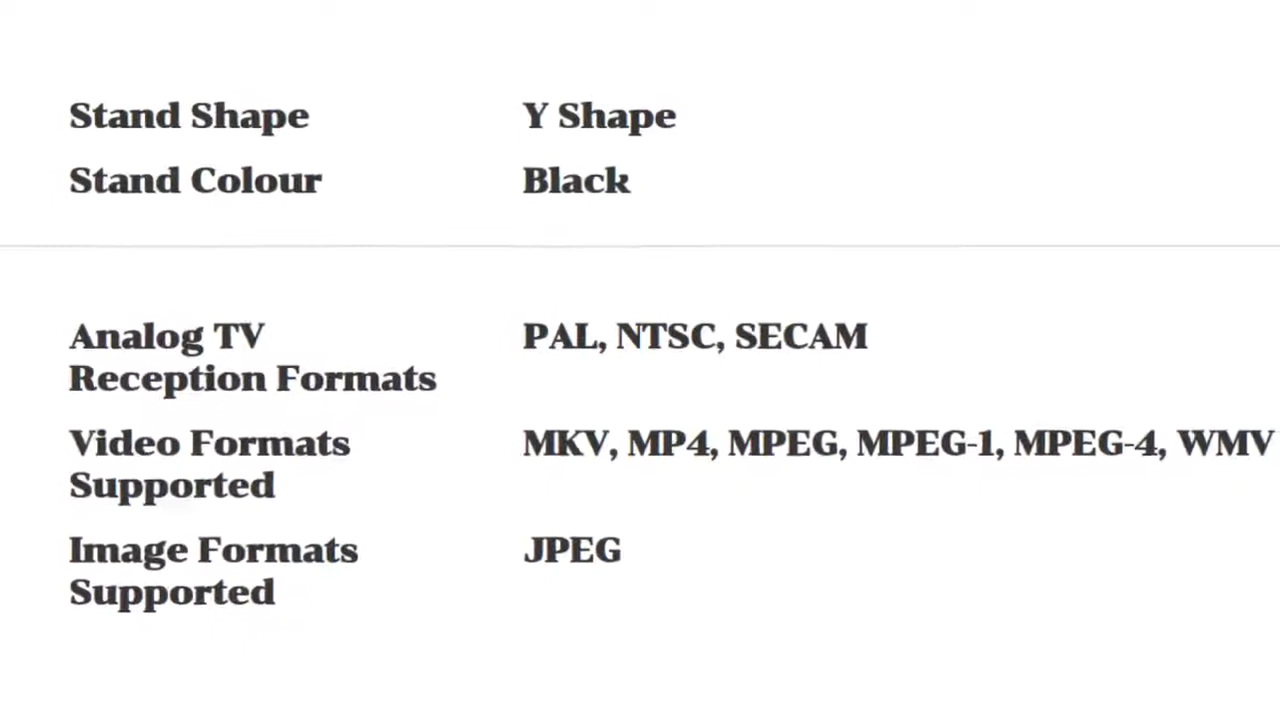 Stand Shape Y Shape
Stand Colour Black
Analog TV PAL, NTSC, SECAM
Reception Formats
Video Formats MKV, MP4, MPEG, MPEG-1, MPEG-4, WMV
Supported
Image Formats JPEG
Supported